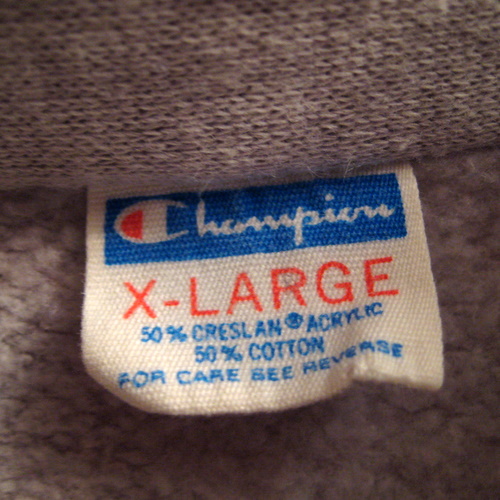 Champion
X-LARGE
50% CRESLAN® ACRYLIC
50% COTTON
FOR CARE SEE REVERSE